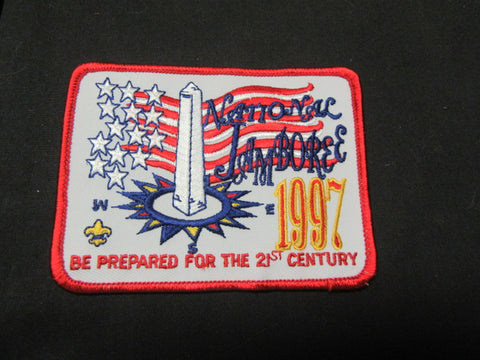 NATIONAL
JAMBOREE
1997
W
E
S
BE PREPARED FOR THE 21ST CENTURY